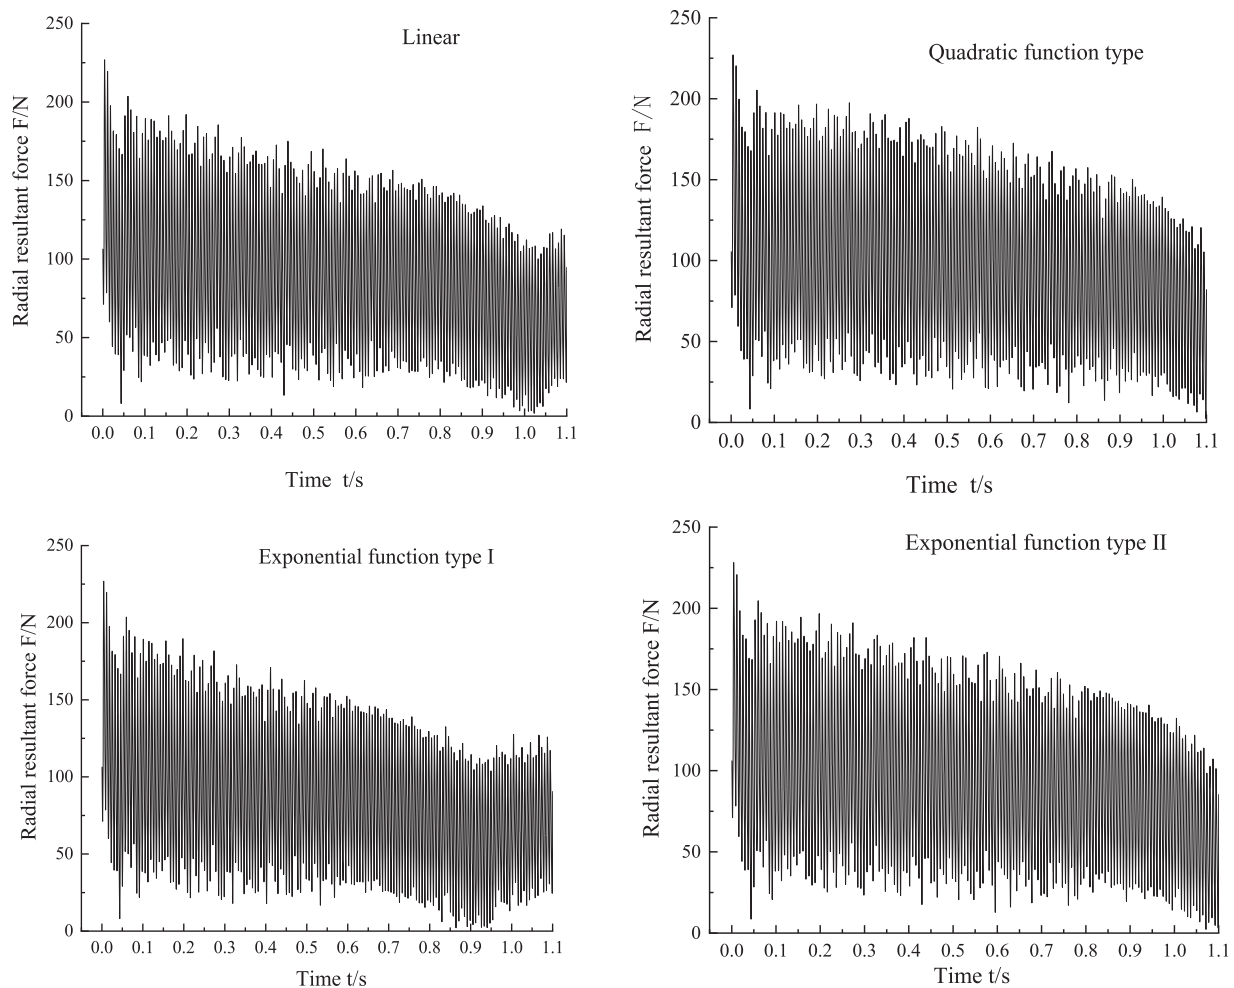 Linear
250
200
150
100
50
0
Radial resultant force F/N
0.0 0.1 0.2 0.3 0.4 0.5 0.6 0.7 0.8 0.9 1.0 1.1
Time t/s
Quadratic function type
250
200
150
100
50
0
Radial resultant force F/N
0.0 0.1 0.2 0.3 0.4 0.5 0.6 0.7 0.8 0.9 1.0 1.1
Time t/s
Exponential function type I
250
200
150
100
50
0
Radial resultant force F/N
0.0 0.1 0.2 0.3 0.4 0.5 0.6 0.7 0.8 0.9 1.0 1.1
Time t/s
Exponential function type II
250
200
150
100
50
0
Radial resultant force F/N
0.0 0.1 0.2 0.3 0.4 0.5 0.6 0.7 0.8 0.9 1.0 1.1
Time t/s